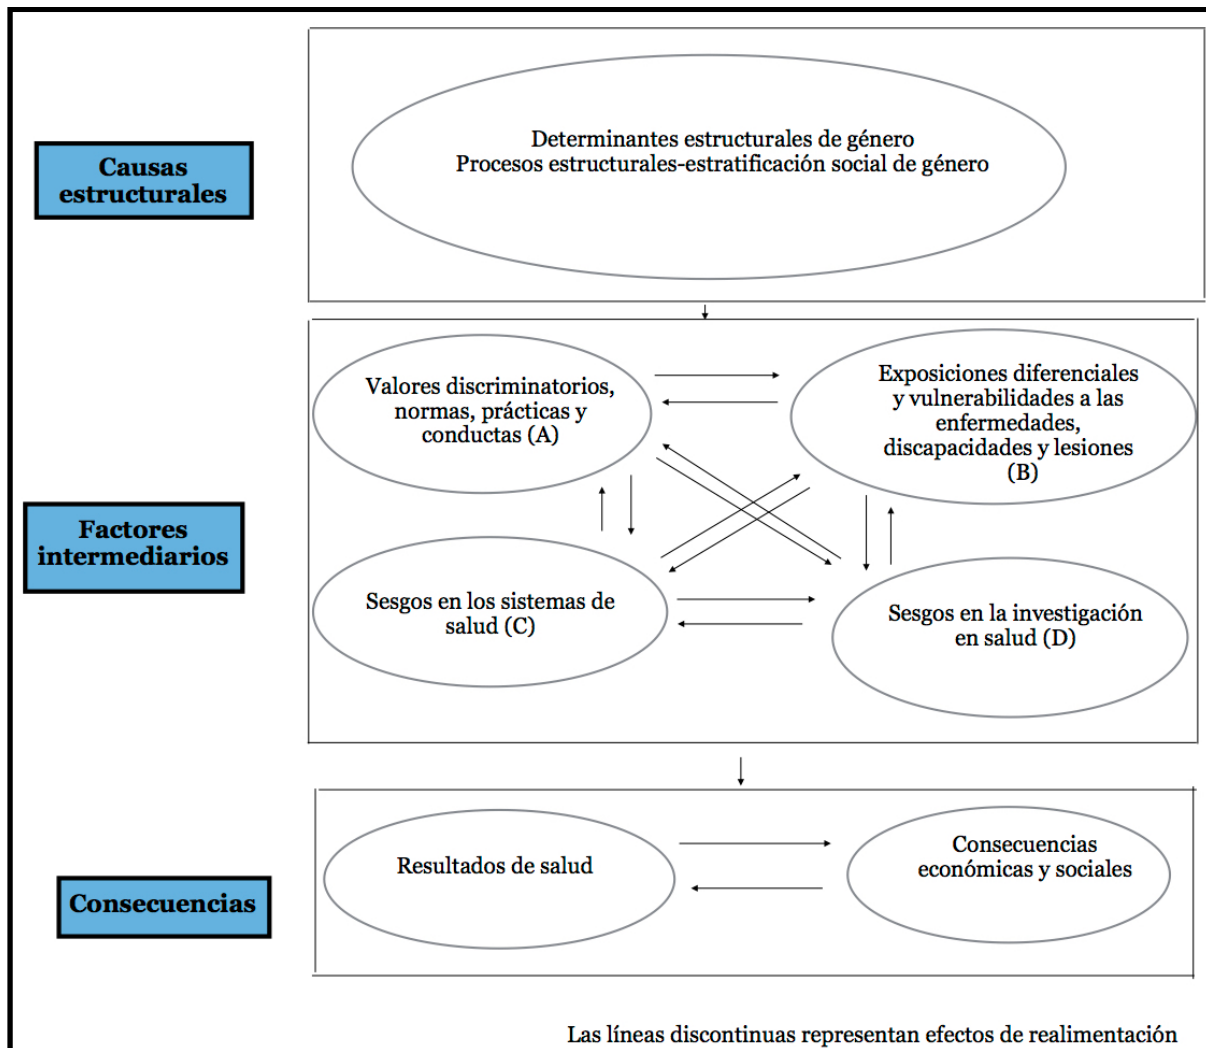 Determinantes estructurales de género
Procesos estructurales-estratificación social de género
Causas
estructurales
Valores discriminatorios,
normas, prácticas y
conductas (A)
Exposiciones diferenciales
y vulnerabilidades a las
enfermedades,
discapacidades y lesiones
(B)
Factores
intermediarios
Sesgos en los sistemas de
salud (C)
Sesgos en la investigación
en salud (D)
Resultados de salud
Consecuencias
económicas y sociales
Consecuencias
Las líneas discontinuas representan efectos de realimentación